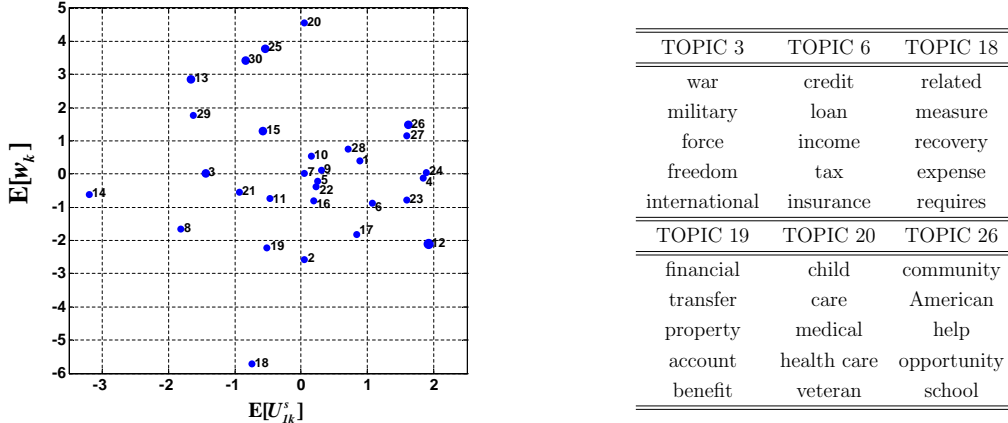 5
4
3
2
1
0
-1
-2
-3
-4
-5
-6
E[w_k]
20
25
30
13
29
15
26
27
28
10
1
3
7
9
5
24
4
14
21
22
11
16
6
23
8
17
19
12
2
18
-3 -2 -1 0 1 2
E[U^s_{1k}]
TOPIC 3 TOPIC 6 TOPIC 18
war credit related
military loan measure
force income recovery
freedom tax expense
international insurance requires
TOPIC 19 TOPIC 20 TOPIC 26
financial child community
transfer care American
property medical help
account health care opportunity
benefit veteran school